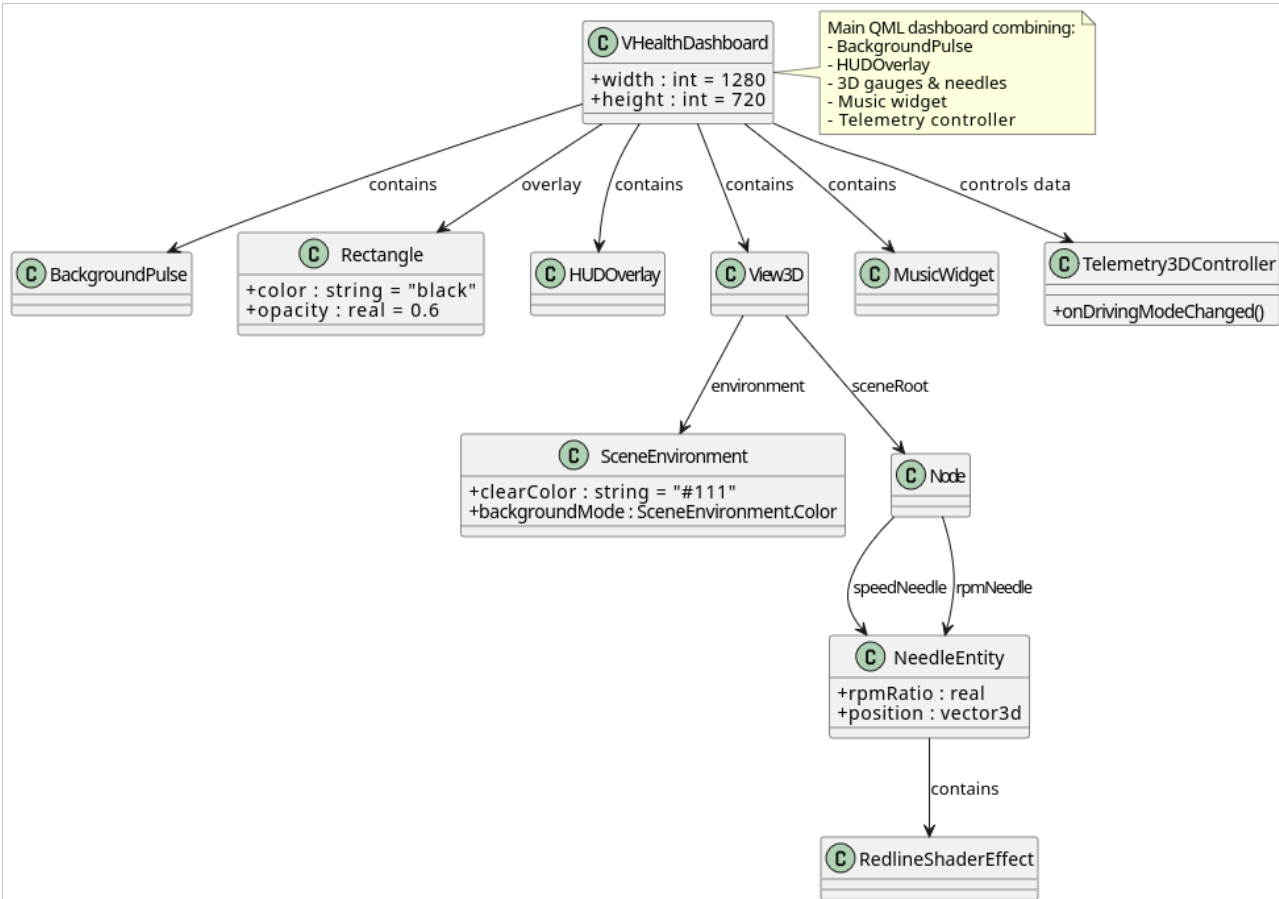 C VHealthDashboard
+width : int = 1280
+height : int = 720
Main QML dashboard combining:
- BackgroundPulse
- HUDOverlay
- 3D gauges & needles
- Music widget
- Telemetry controller
contains
overlay
contains
contains
contains
controls data
C BackgroundPulse
C Rectangle
+color : string = "black"
+opacity : real = 0.6
C HUDOverlay
C View3D
C MusicWidget
C Telemetry3DController
+onDrivingModeChanged()
environment
sceneRoot
C SceneEnvironment
+clearColor : string = "#111"
+backgroundMode : SceneEnvironment.Color
C Node
speedNeedle
rpmNeedle
C NeedleEntity
+rpmRatio : real
+position : vector3d
contains
C RedlineShaderEffect